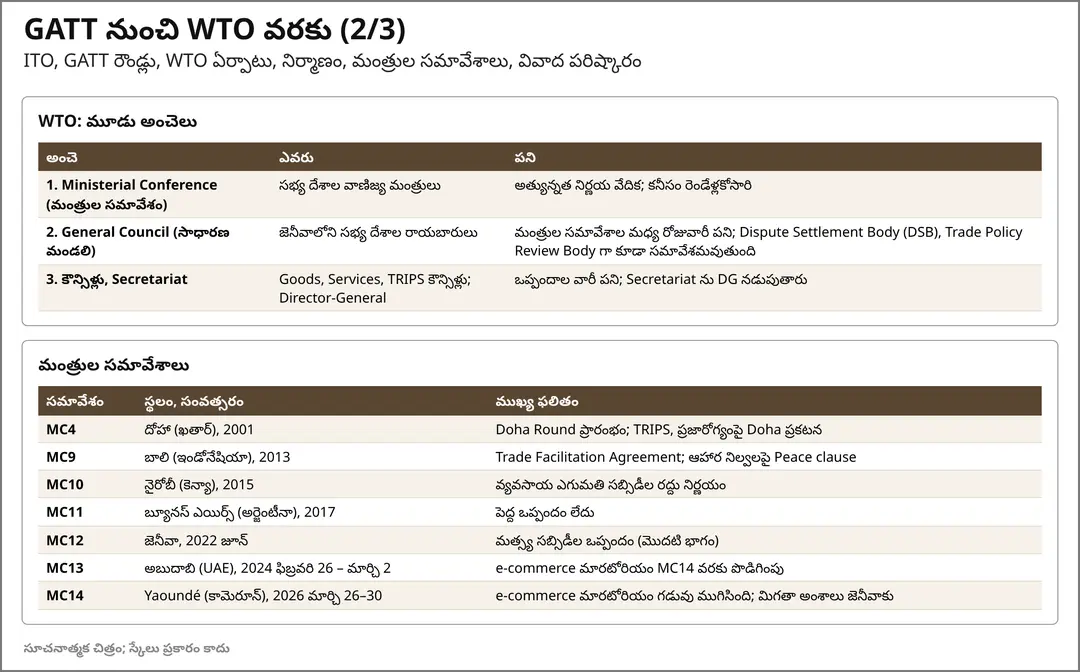 GATT నుంచి WTO వరకు (2/3)
ITO, GATT రౌండ్లు, WTO ఏర్పాటు, నిర్మాణం, మంత్రుల సమావేశాలు, వివాద పరిష్కారం
WTO: మూడు అంచెలు
అంచె ఎవరు పని
1. Ministerial Conference (మంత్రుల సమావేశం) సభ్య దేశాల వాణిజ్య మంత్రులు అత్యున్నత నిర్ణయ వేదిక; కనీసం రెండేళ్లకోసారి
2. General Council (సాధారణ మండలి) జెనీవాలోని సభ్య దేశాల రాయబారులు మంత్రుల సమావేశాల మధ్య రోజువారీ పని; Dispute Settlement Body (DSB), Trade Policy Review Body గా కూడా సమావేశమవుతుంది
3. కౌన్సిళ్లు, Secretariat Goods, Services, TRIPS కౌన్సిళ్లు; Director-General ఒప్పందాల వారీ పని; Secretariat ను DG నడుపుతారు
మంత్రుల సమావేశాలు
సమావేశం స్థలం, సంవత్సరం ముఖ్య ఫలితం
MC4 దోహా (ఖతార్), 2001 Doha Round ప్రారంభం; TRIPS, ప్రజారోగ్యంపై Doha ప్రకటన
MC9 బాలి (ఇండోనేషియా), 2013 Trade Facilitation Agreement; ఆహార నిల్వలపై Peace clause
MC10 నైరోబీ (కెన్యా), 2015 వ్యవసాయ ఎగుమతి సబ్సిడీల రద్దు నిర్ణయం
MC11 బ్యూనస్ ఎయిర్స్ (అర్జెంటీనా), 2017 పెద్ద ఒప్పందం లేదు
MC12 జెనీవా, 2022 జూన్ మత్స్య సబ్సిడీల ఒప్పందం (మొదటి భాగం)
MC13 అబుదాబి (UAE), 2024 ఫిబ్రవరి 26 – మార్చి 2 e-commerce మారటోరియం MC14 వరకు పొడిగింపు
MC14 Yaoundé (కామెరూన్), 2026 మార్చి 26–30 e-commerce మారటోరియం గడువు ముగిసింది; మిగతా అంశాలు జెనీవాకు
సూచనాత్మక చిత్రం; స్కేలు ప్రకారం కాదు